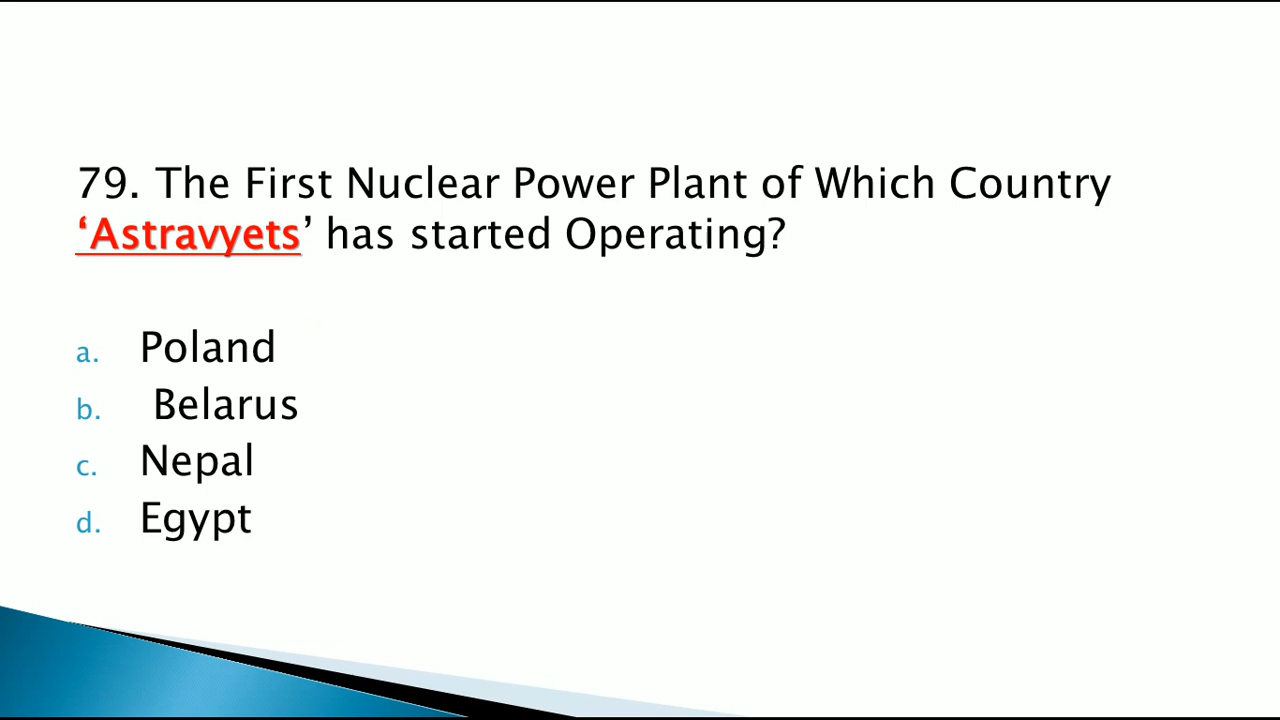 79. The First Nuclear Power Plant of Which Country
‘Astravyets’ has started Operating?
a. Poland
b. Belarus
c. Nepal
d. Egypt